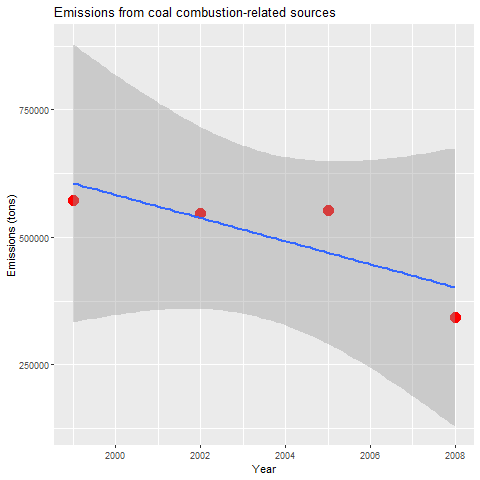 Emissions from coal combustion-related sources
Emissions (tons)
750000
500000
250000
2000 2002 2004 2006 2008
Year